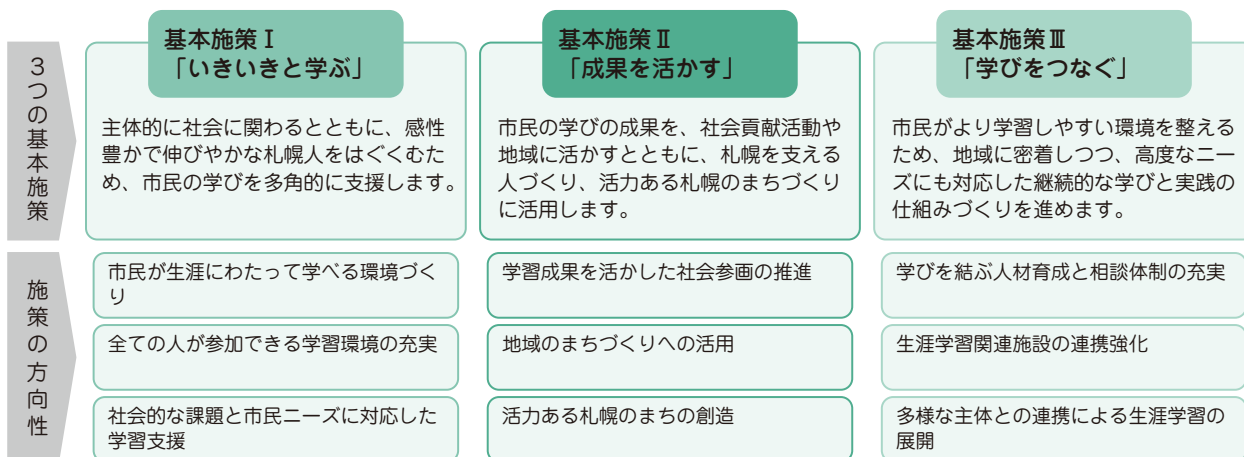 3つの基本施策
基本施策Ⅰ
「いきいきと学ぶ」
主体的に社会に関わるとともに、感性
豊かで伸びやかな札幌人をはぐくむた
め、市民の学びを多角的に支援します。
基本施策Ⅱ
「成果を活かす」
市民の学びの成果を、社会貢献活動や
地域に活かすとともに、札幌を支える
人づくり、活力ある札幌のまちづくり
に活用します。
基本施策Ⅲ
「学びをつなぐ」
市民がより学習しやすい環境を整える
ため、地域に密着しつつ、高度なニー
ズにも対応した継続的な学びと実践の
仕組みづくりを進めます。
施策の方向性
市民が生涯にわたって学べる環境づく
り
全ての人が参加できる学習環境の充実
社会的な課題と市民ニーズに対応した
学習支援
学習成果を活かした社会参画の推進
地域のまちづくりへの活用
活力ある札幌のまちの創造
学びを結ぶ人材育成と相談体制の充実
生涯学習関連施設の連携強化
多様な主体との連携による生涯学習の
展開